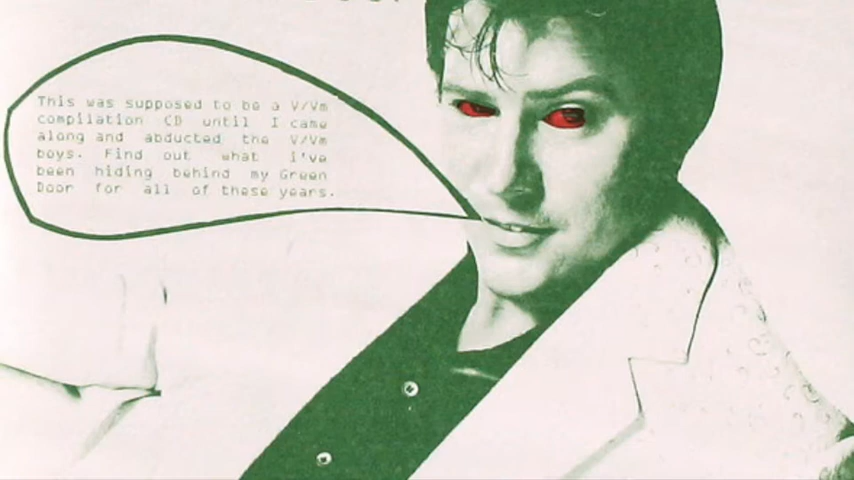 This was supposed to be a V/Vm
compilation CD until I came
along and abducted the V/Vm
boys. Find out what I've
been hiding behind my Green
Door for all of these years.